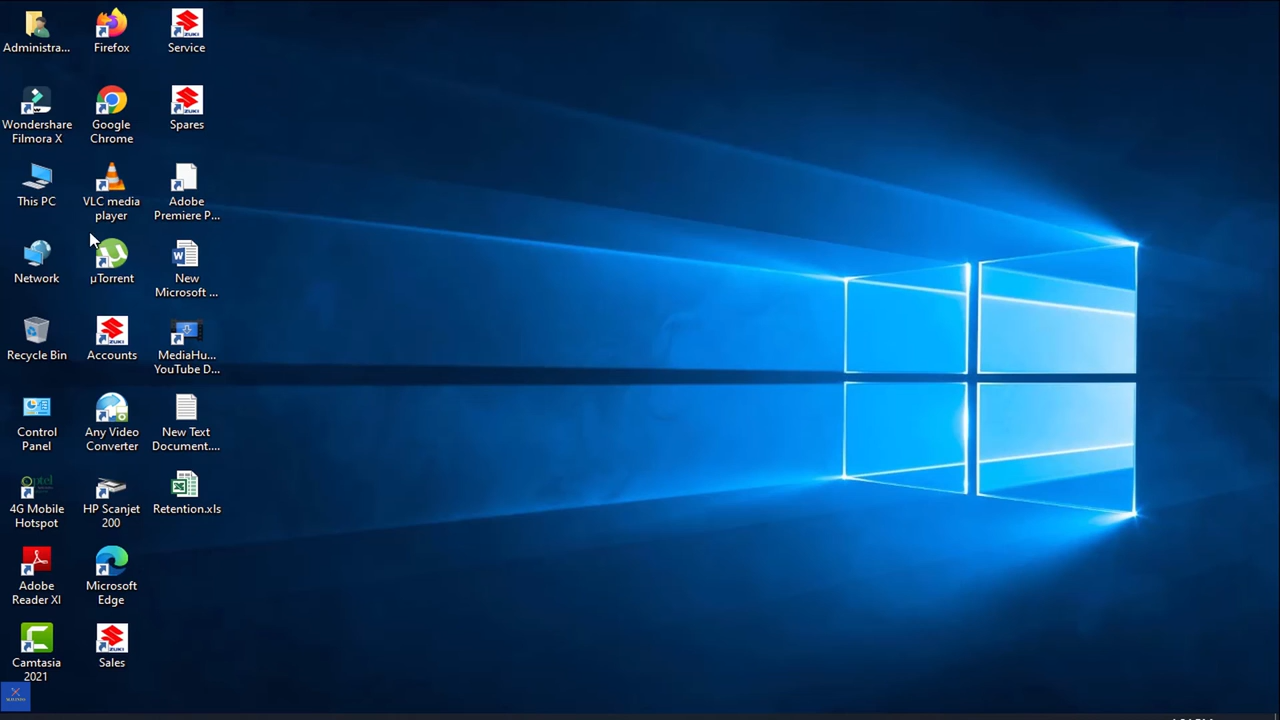 Administra...
Firefox
Service
Wondershare
Filmora X
Google
Chrome
Spares
This PC
VLC media
player
Adobe
Premiere P...
Network
µTorrent
New
Microsoft ...
Recycle Bin
Accounts
MediaHu...
YouTube D...
Control
Panel
Any Video
Converter
New Text
Document....
4G Mobile
Hotspot
HP Scanjet
200
Retention.xls
Adobe
Reader XI
Microsoft
Edge
Camtasia
2021
Sales